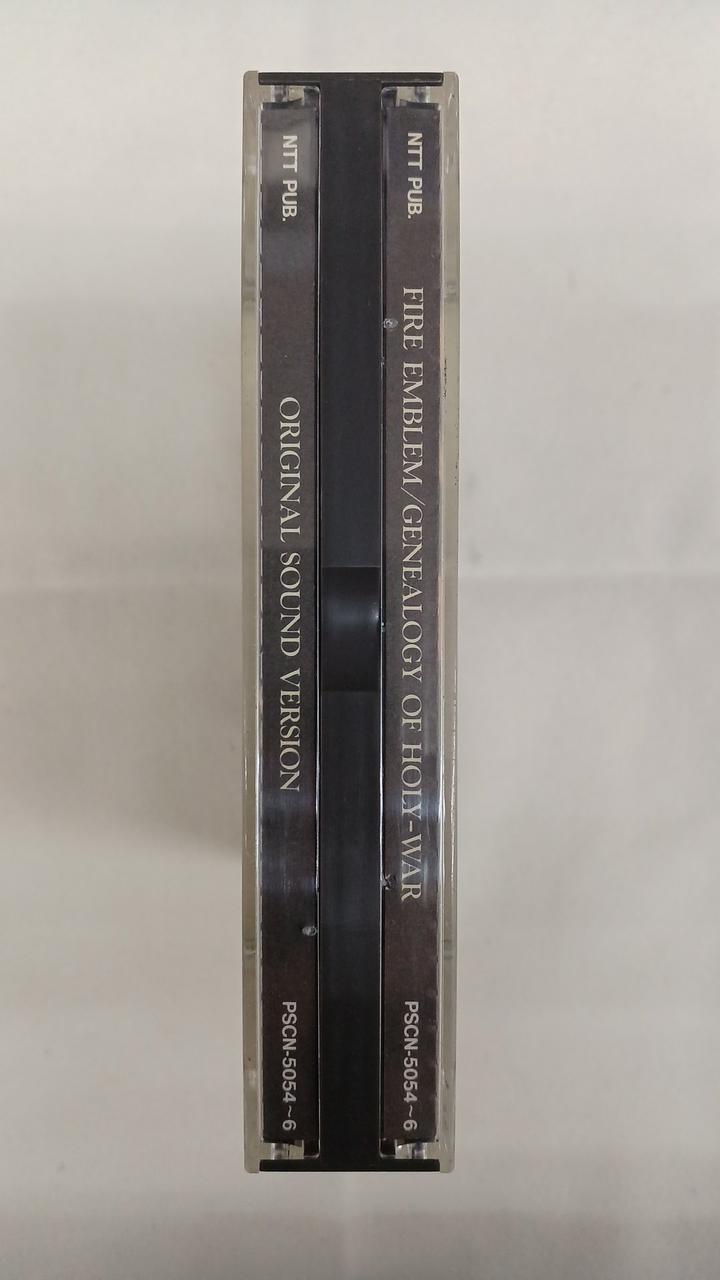 NTT PUB. FIRE EMBLEM/GENEALOGY OF HOLY-WAR PSCN-5054~6
NTT PUB. ORIGINAL SOUND VERSION PSCN-5054~6